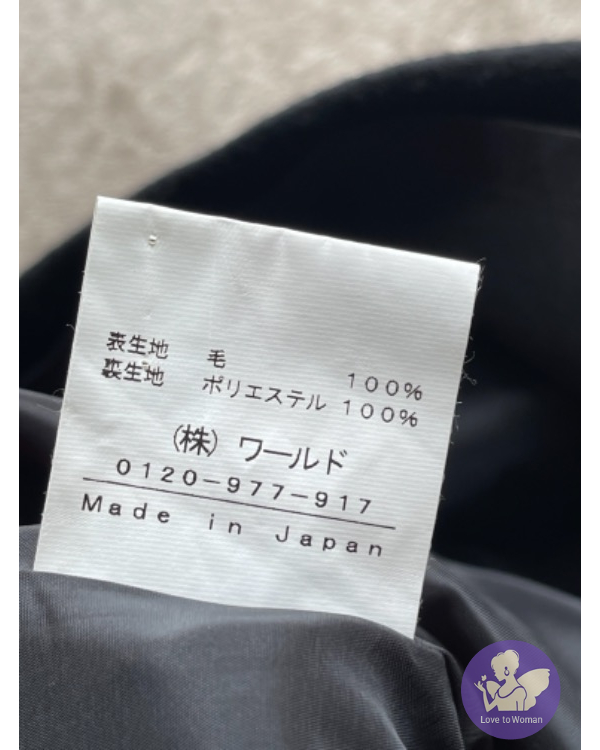 表生地 毛 100%
裏生地 ポリエステル 100%
(株) ワールド
0120-977-917
Made in Japan
Love to Woman